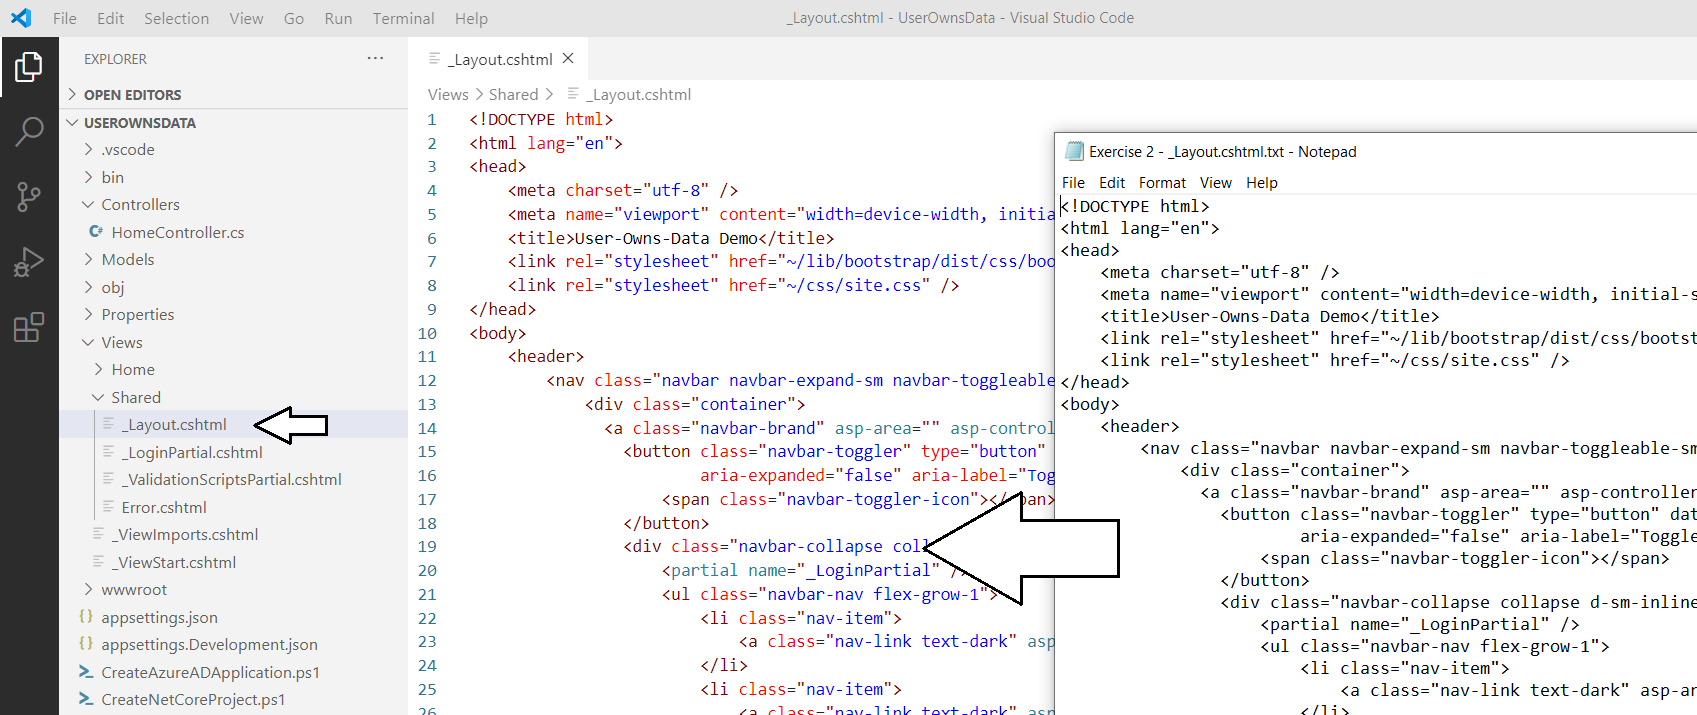 File Edit Selection View Go Run Terminal Help
_Layout.cshtml - UserOwnsData - Visual Studio Code
EXPLORER
OPEN EDITORS
USEROWNSDATA
.vscode
bin
Controllers
HomeController.cs
Models
obj
Properties
Views
Home
Shared
_Layout.cshtml
_LoginPartial.cshtml
_ValidationScriptsPartial.cshtml
Error.cshtml
_ViewImports.cshtml
_ViewStart.cshtml
wwwroot
appsettings.json
appsettings.Development.json
CreateAzureADApplication.ps1
CreateNetCoreProject.ps1
_Layout.cshtml
Views > Shared > _Layout.cshtml
1 <!DOCTYPE html>
2 <html lang="en">
3 <head>
4 <meta charset="utf-8" />
5 <meta name="viewport" content="width=device-width, initia
6 <title>User-Owns-Data Demo</title>
7 <link rel="stylesheet" href="~/lib/bootstrap/dist/css/boo
8 <link rel="stylesheet" href="~/css/site.css" />
9 </head>
10 <body>
11 <header>
12 <nav class="navbar navbar-expand-sm navbar-toggleable
13 <div class="container">
14 <a class="navbar-brand" asp-area="" asp-control
15 <button class="navbar-toggler" type="button"
16 aria-expanded="false" aria-label="Tog
17 <span class="navbar-toggler-icon"></span>
18 </button>
19 <div class="navbar-collapse coll
20 <partial name="_LoginPartial" />
21 <ul class="navbar-nav flex-grow-1">
22 <li class="nav-item">
23 <a class="nav-link text-dark" asp
24 </li>
25 <li class="nav-item">
26 <a class="nav-link text-dark" asp
Exercise 2 - _Layout.cshtml.txt - Notepad
File Edit Format View Help
<!DOCTYPE html>
<html lang="en">
<head>
<meta charset="utf-8" />
<meta name="viewport" content="width=device-width, initial-s
<title>User-Owns-Data Demo</title>
<link rel="stylesheet" href="~/lib/bootstrap/dist/css/bootst
<link rel="stylesheet" href="~/css/site.css" />
</head>
<body>
<header>
<nav class="navbar navbar-expand-sm navbar-toggleable-sm
<div class="container">
<a class="navbar-brand" asp-area="" asp-controller
<button class="navbar-toggler" type="button" dat
aria-expanded="false" aria-label="Toggle
<span class="navbar-toggler-icon"></span>
</button>
<div class="navbar-collapse collapse d-sm-inline
<partial name="_LoginPartial" />
<ul class="navbar-nav flex-grow-1">
<li class="nav-item">
<a class="nav-link text-dark" asp-ar
</li>